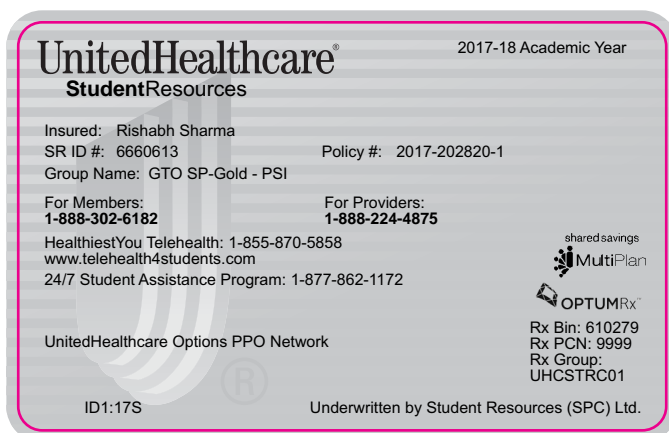 UnitedHealthcare®
2017-18 Academic Year
StudentResources
Insured: Rishabh Sharma
SR ID #: 6660613 Policy #: 2017-202820-1
Group Name: GTO SP-Gold - PSI
For Members: For Providers:
1-888-302-6182 1-888-224-4875
HealthiestYou Telehealth: 1-855-870-5858
www.telehealth4students.com
24/7 Student Assistance Program: 1-877-862-1172
shared savings
MultiPlan
OPTUMRx™
UnitedHealthcare Options PPO Network
Rx Bin: 610279
Rx PCN: 9999
Rx Group:
UHCSTRC01
®
ID1:17S Underwritten by Student Resources (SPC) Ltd.